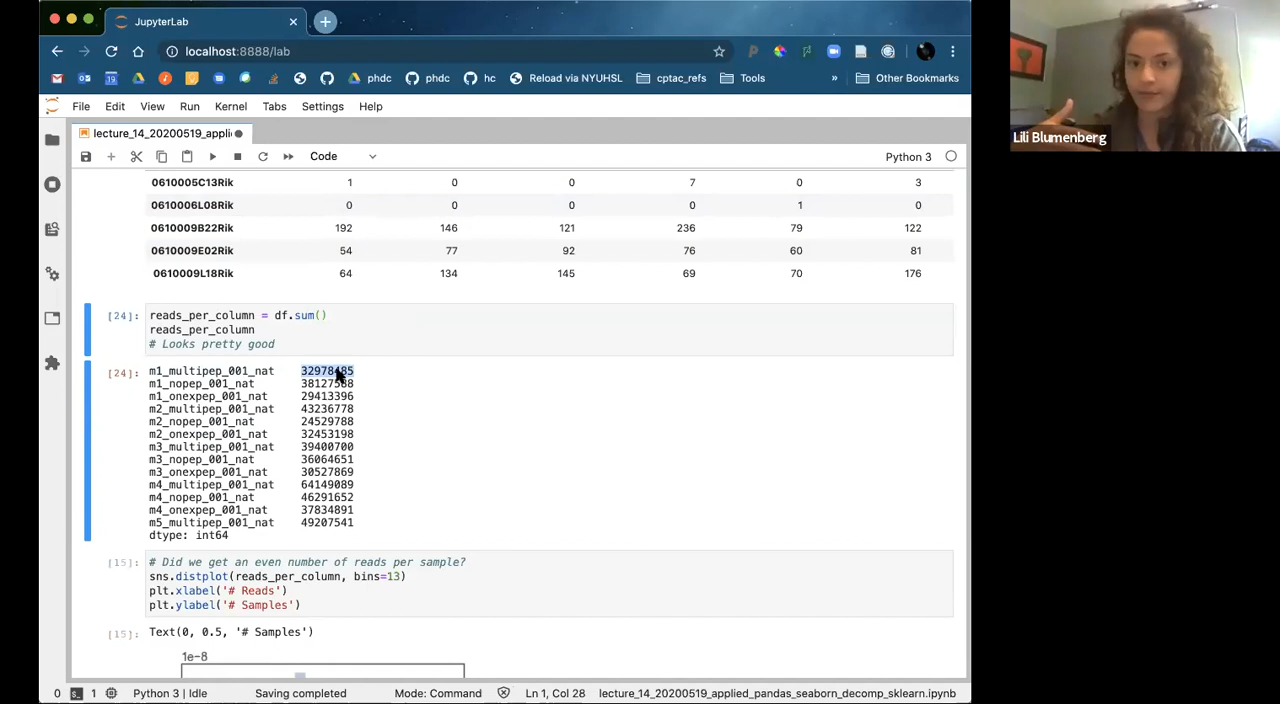 JupyterLab
localhost:8888/lab
phdc phdc hc Reload via NYUHSL cptac_refs Tools » Other Bookmarks
File Edit View Run Kernel Tabs Settings Help
lecture_14_20200519_appli
Code Python 3
0610005C13Rik 1 0 0 7 0 3
0610006L08Rik 0 0 0 0 1 0
0610009B22Rik 192 146 121 236 79 122
0610009E02Rik 54 77 92 76 60 81
0610009L18Rik 64 134 145 69 70 176
[24]: reads_per_column = df.sum()
reads_per_column
# Looks pretty good
[24]: m1_multipep_001_nat 32978485
m1_nopep_001_nat 38127588
m1_onexpep_001_nat 29413396
m2_multipep_001_nat 43236778
m2_nopep_001_nat 24529788
m2_onexpep_001_nat 32453198
m3_multipep_001_nat 39400700
m3_nopep_001_nat 36064651
m3_onexpep_001_nat 30527869
m4_multipep_001_nat 64149089
m4_nopep_001_nat 46291652
m4_onexpep_001_nat 37834891
m5_multipep_001_nat 49207541
dtype: int64
[15]: # Did we get an even number of reads per sample?
sns.distplot(reads_per_column, bins=13)
plt.xlabel('# Reads')
plt.ylabel('# Samples')
[15]: Text(0, 0.5, '# Samples')
1e-8
0 1 Python 3 | Idle Saving completed Mode: Command Ln 1, Col 28 lecture_14_20200519_applied_pandas_seaborn_decomp_sklearn.ipynb
Lili Blumenberg